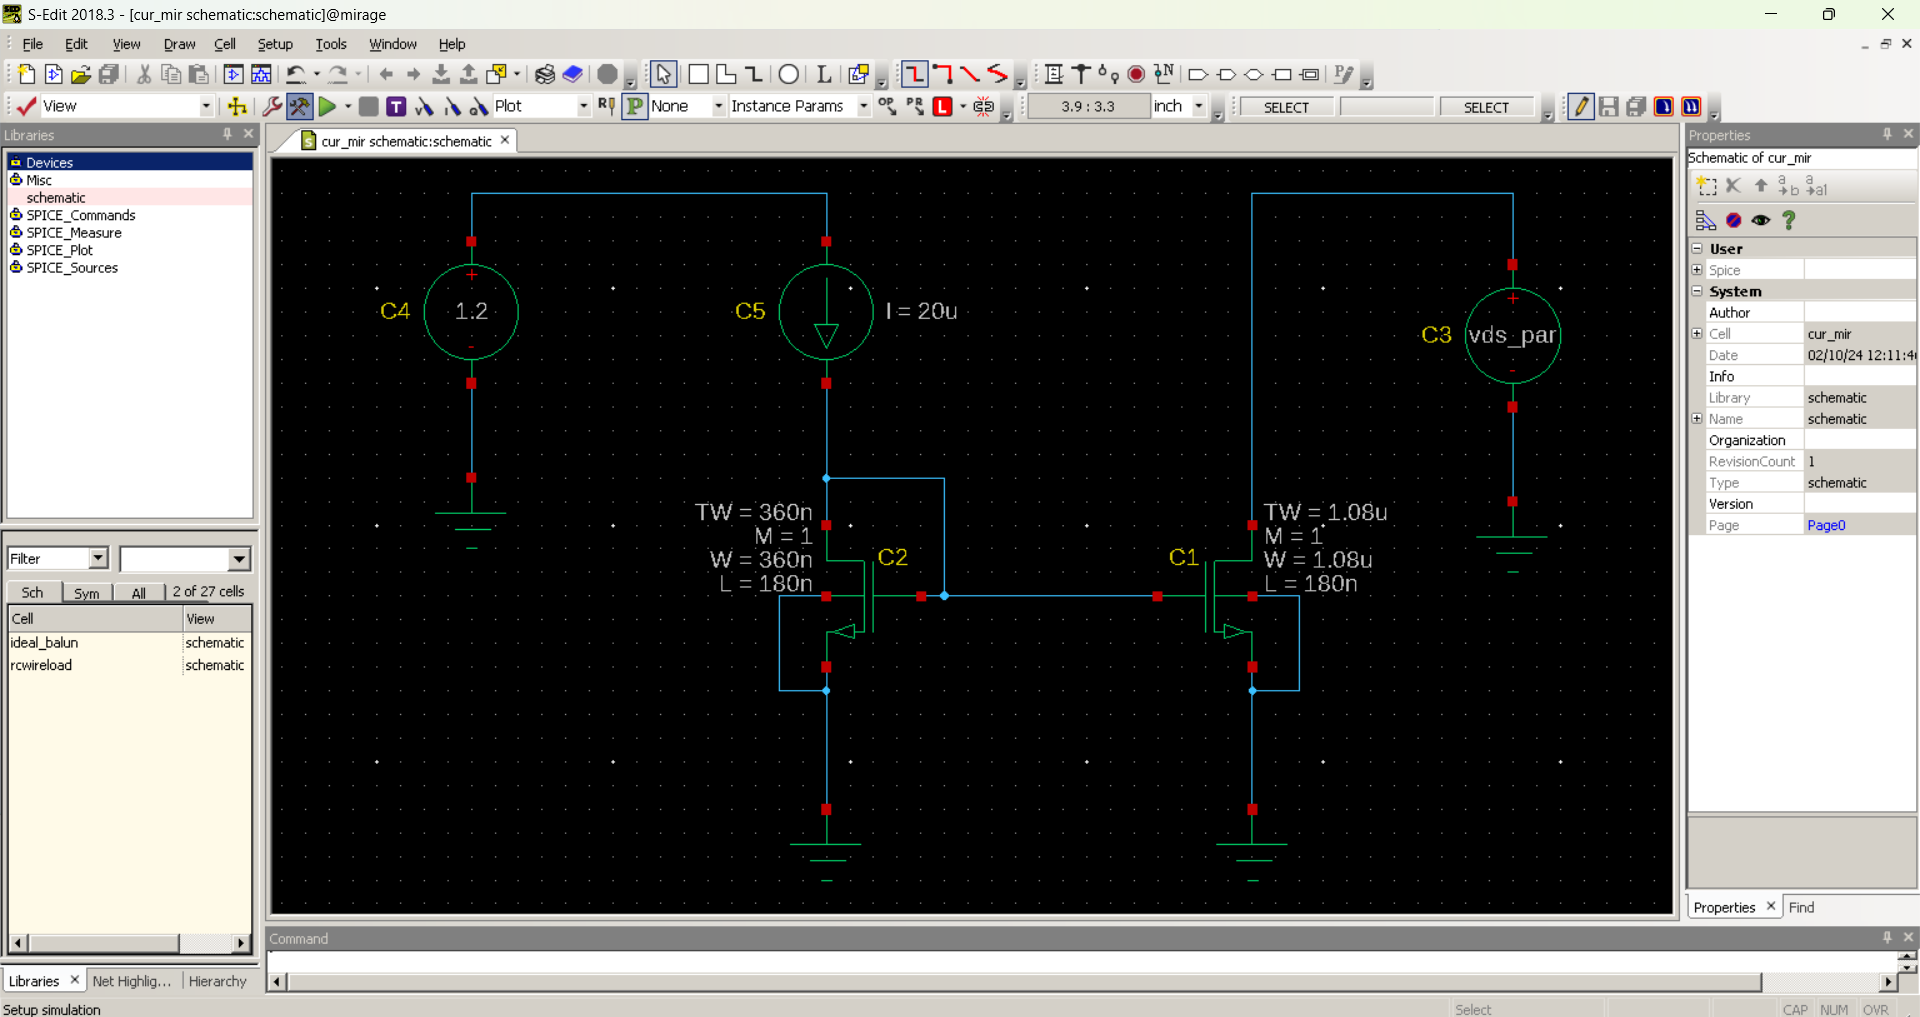 S-Edit 2018.3 - [cur_mir schematic:schematic]@mirage
File Edit View Draw Cell Setup Tools Window Help
View Plot None Instance Params 3.9 : 3.3 inch SELECT SELECT
Libraries
Devices
Misc
schematic
SPICE_Commands
SPICE_Measure
SPICE_Plot
SPICE_Sources
Filter
Sch Sym All 2 of 27 cells
Cell View
ideal_balun schematic
rcwireload schematic
Libraries Net Highlig... Hierarchy
Setup simulation
cur_mir schematic:schematic
C4 1.2
C5 I = 20u
C3 vds_par
TW = 360n
M = 1
W = 360n
L = 180n
C2
C1
TW = 1.08u
M = 1
W = 1.08u
L = 180n
Command
Properties
Schematic of cur_mir
User
Spice
System
Author
Cell cur_mir
Date 02/10/24 12:11:4
Info
Library schematic
Name schematic
Organization
RevisionCount 1
Type schematic
Version
Page Page0
Properties Find
Select CAP NUM OVR